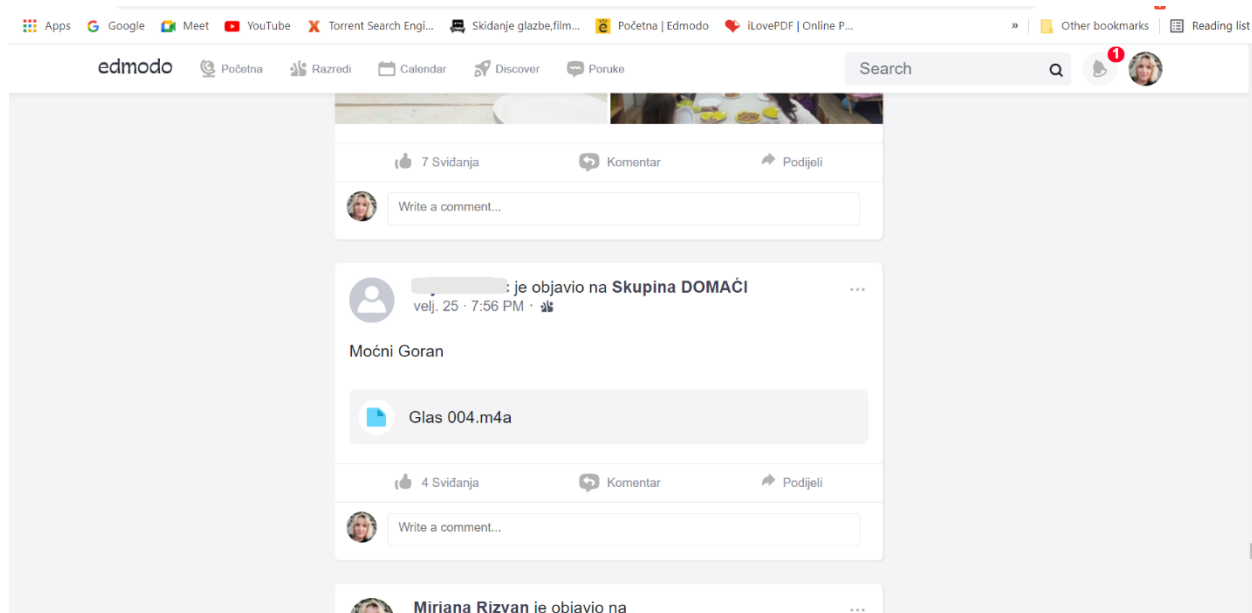 Apps Google Meet YouTube Torrent Search Engi... Skidanje glazbe,film... Početna | Edmodo iLovePDF | Online P... » Other bookmarks Reading list
edmodo Početna Razredi Calendar Discover Poruke Search 1
7 Sviđanja Komentar Podijeli
Write a comment...
je objavio na Skupina DOMAĆI
velj. 25 · 7:56 PM ·
Moćni Goran
Glas 004.m4a
4 Sviđanja Komentar Podijeli
Write a comment...
Mirjana Rizvan je objavio na